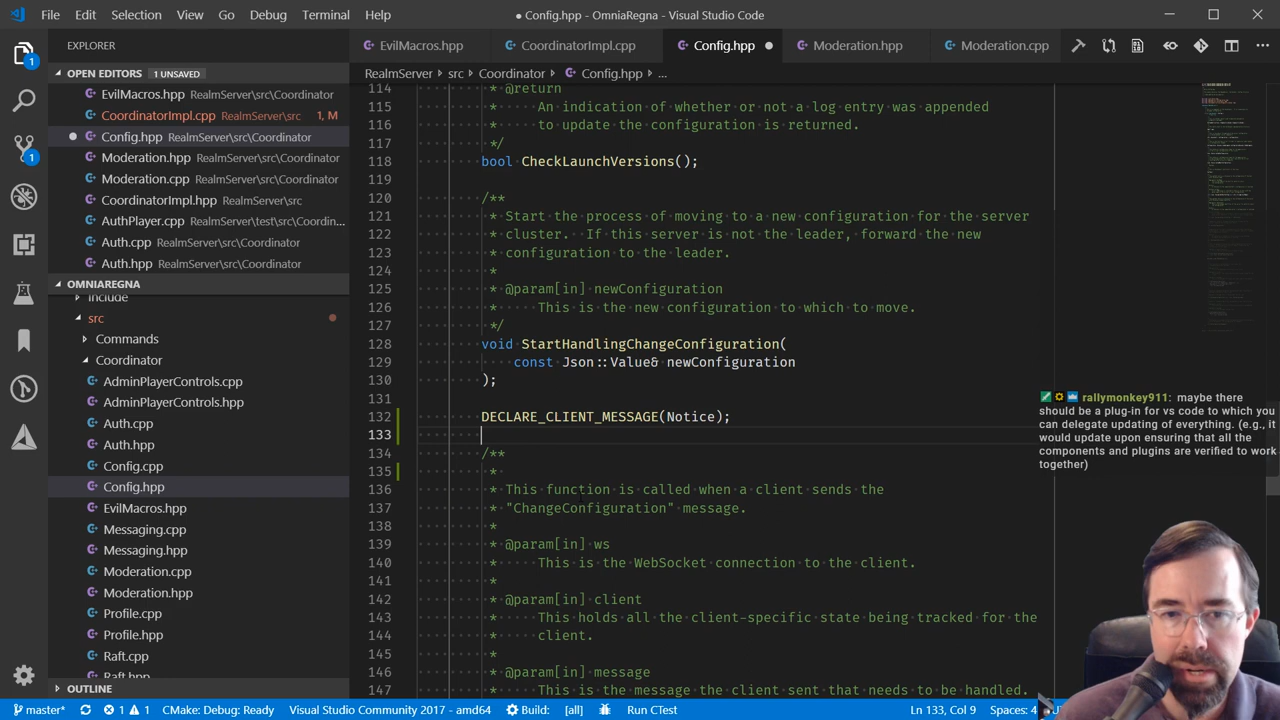 File Edit Selection View Go Debug Terminal Help
● Config.hpp - OmniaRegna - Visual Studio Code
EXPLORER
EvilMacros.hpp
CoordinatorImpl.cpp
Config.hpp
Moderation.hpp
Moderation.cpp
OPEN EDITORS 1 UNSAVED
EvilMacros.hpp RealmServer\src\Coordinator
CoordinatorImpl.cpp RealmServer\src 1, M
Config.hpp RealmServer\src\Coordinator
Moderation.hpp RealmServer\src\Coordinator
Moderation.cpp RealmServer\src\Coordinator
CoordinatorImpl.hpp RealmServer\src
AuthPlayer.cpp RealmServer\test\src\Coordin...
Auth.cpp RealmServer\src\Coordinator
Auth.hpp RealmServer\src\Coordinator
OMNIAREGNA
include
src
Commands
Coordinator
AdminPlayerControls.cpp
AdminPlayerControls.hpp
Auth.cpp
Auth.hpp
Config.cpp
Config.hpp
EvilMacros.hpp
Messaging.cpp
Messaging.hpp
Moderation.cpp
Moderation.hpp
Profile.cpp
Profile.hpp
Raft.cpp
Raft.hpp
OUTLINE
RealmServer > src > Coordinator > Config.hpp > ...
114 * @return
115 * An indication of whether or not a log entry was appended
116 * to update the configuration is returned.
117 */
118 bool CheckLaunchVersions();
119
120 /**
121 * Start the process of moving to a new configuration for the server
122 * cluster. If this server is not the leader, forward the new
123 * configuration to the leader.
124 *
125 * @param[in] newConfiguration
126 * This is the new configuration to which to move.
127 */
128 void StartHandlingChangeConfiguration(
129 const Json::Value& newConfiguration
130 );
131
132 DECLARE_CLIENT_MESSAGE(Notice);
133
134 /**
135 *
136 * This function is called when a client sends the
137 * "ChangeConfiguration" message.
138 *
139 * @param[in] ws
140 * This is the WebSocket connection to the client.
141 *
142 * @param[in] client
143 * This holds all the client-specific state being tracked for the
144 * client.
145 *
146 * @param[in] message
147 * This is the message the client sent that needs to be handled.
rallymonkey911: maybe there
should be a plug-in for vs code to which you
can delegate updating of everything. (e.g., it
would update upon ensuring that all the
components and plugins are verified to work
together)
master* 1 1 CMake: Debug: Ready Visual Studio Community 2017 - amd64 Build: [all] Run CTest Ln 133, Col 9 Spaces: 4